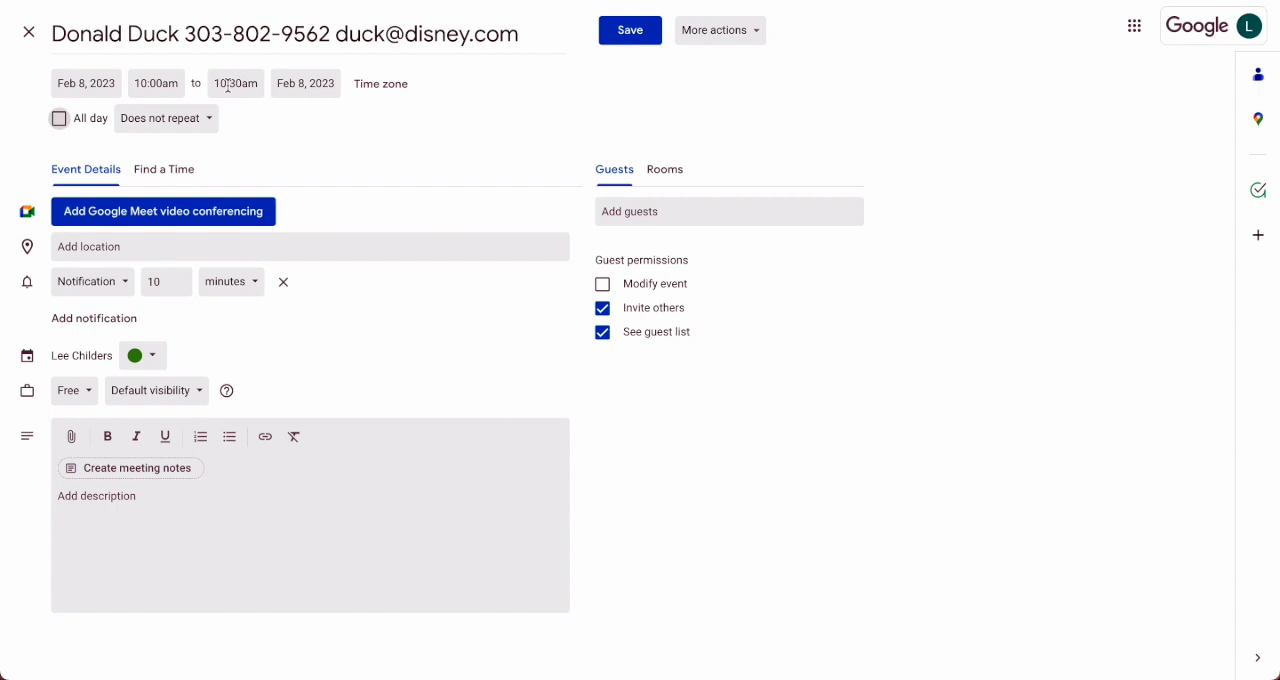 Donald Duck 303-802-9562 duck@disney.com
Save
More actions
Google
L
Feb 8, 2023
10:00am
to
10:30am
Feb 8, 2023
Time zone
All day
Does not repeat
Event Details
Find a Time
Guests
Rooms
Add Google Meet video conferencing
Add guests
Add location
Guest permissions
Notification
10
minutes
Modify event
Invite others
Add notification
See guest list
Lee Childers
Free
Default visibility
?
B
I
U
Create meeting notes
Add description